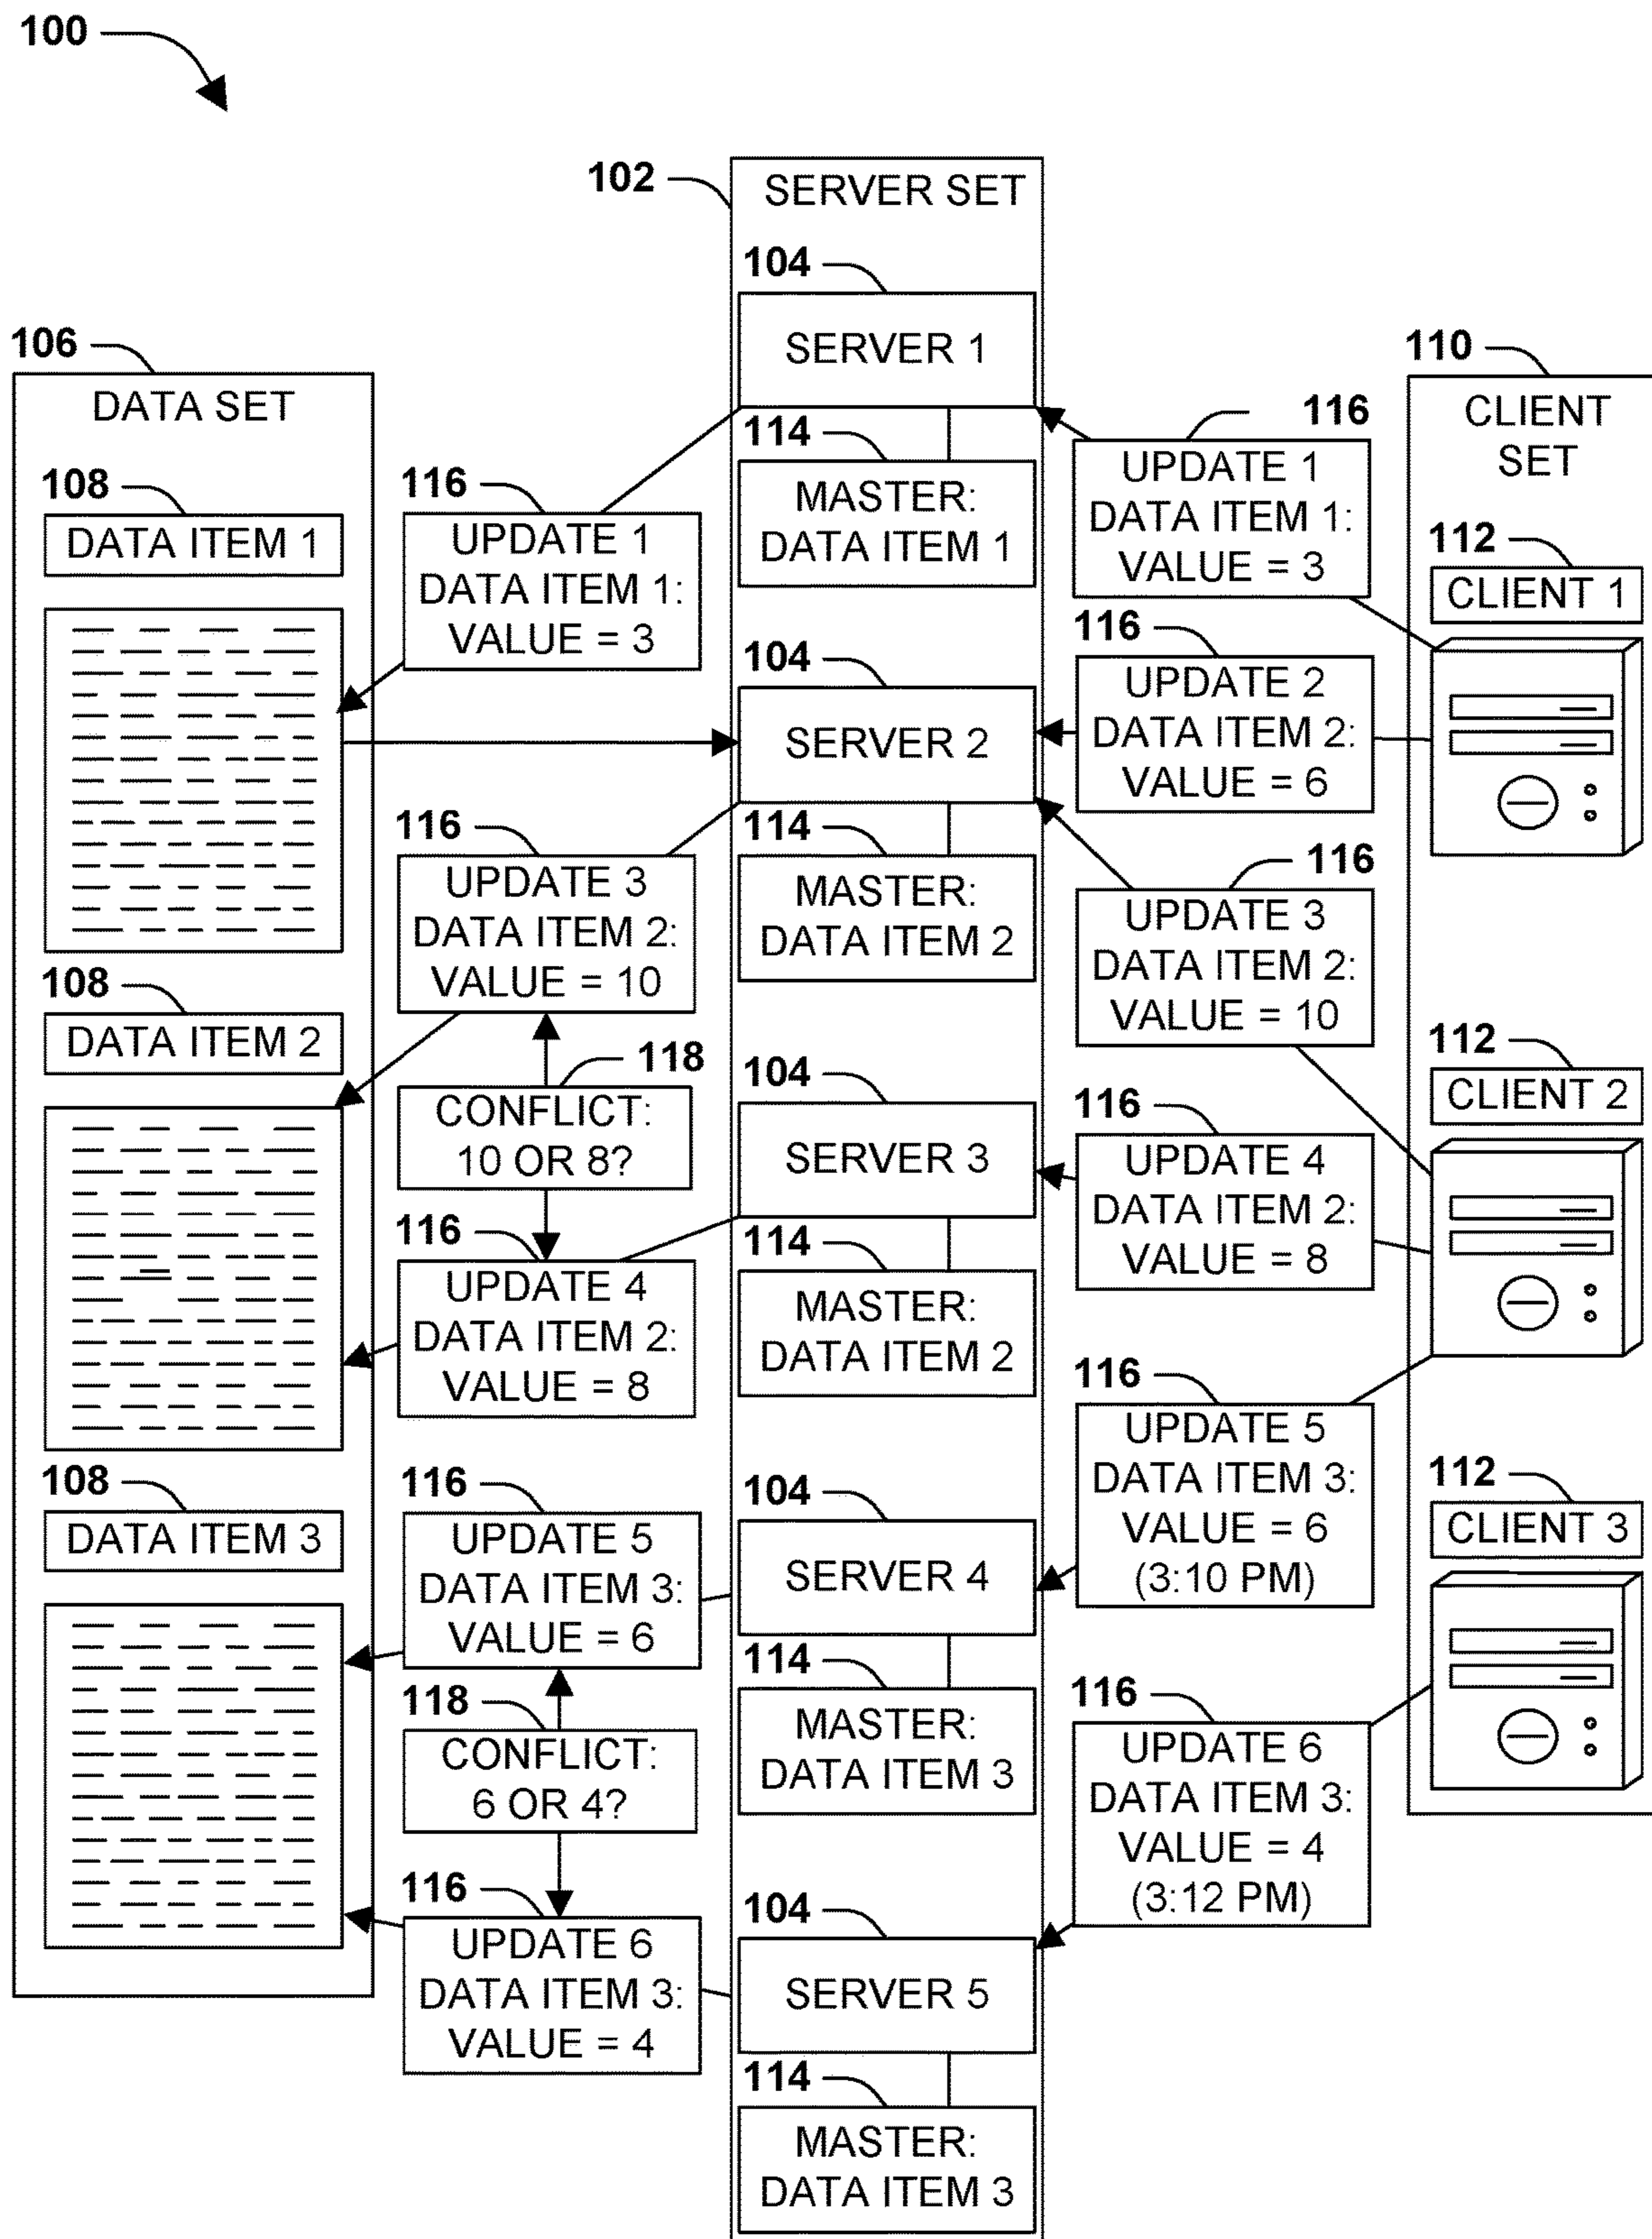 100
102
SERVER SET
104
SERVER 1
114
MASTER:
DATA ITEM 1
104
SERVER 2
114
MASTER:
DATA ITEM 2
104
SERVER 3
114
MASTER:
DATA ITEM 2
104
SERVER 4
114
MASTER:
DATA ITEM 3
104
SERVER 5
114
MASTER:
DATA ITEM 3
106
DATA SET
108
DATA ITEM 1
108
DATA ITEM 2
108
DATA ITEM 3
116
UPDATE 1
DATA ITEM 1:
VALUE = 3
116
UPDATE 3
DATA ITEM 2:
VALUE = 10
118
CONFLICT:
10 OR 8?
116
UPDATE 4
DATA ITEM 2:
VALUE = 8
116
UPDATE 5
DATA ITEM 3:
VALUE = 6
118
CONFLICT:
6 OR 4?
116
UPDATE 6
DATA ITEM 3:
VALUE = 4
116
UPDATE 1
DATA ITEM 1:
VALUE = 3
116
UPDATE 2
DATA ITEM 2:
VALUE = 6
116
UPDATE 3
DATA ITEM 2:
VALUE = 10
116
UPDATE 4
DATA ITEM 2:
VALUE = 8
116
UPDATE 5
DATA ITEM 3:
VALUE = 6
(3:10 PM)
116
UPDATE 6
DATA ITEM 3:
VALUE = 4
(3:12 PM)
110
CLIENT
SET
112
CLIENT 1
112
CLIENT 2
112
CLIENT 3